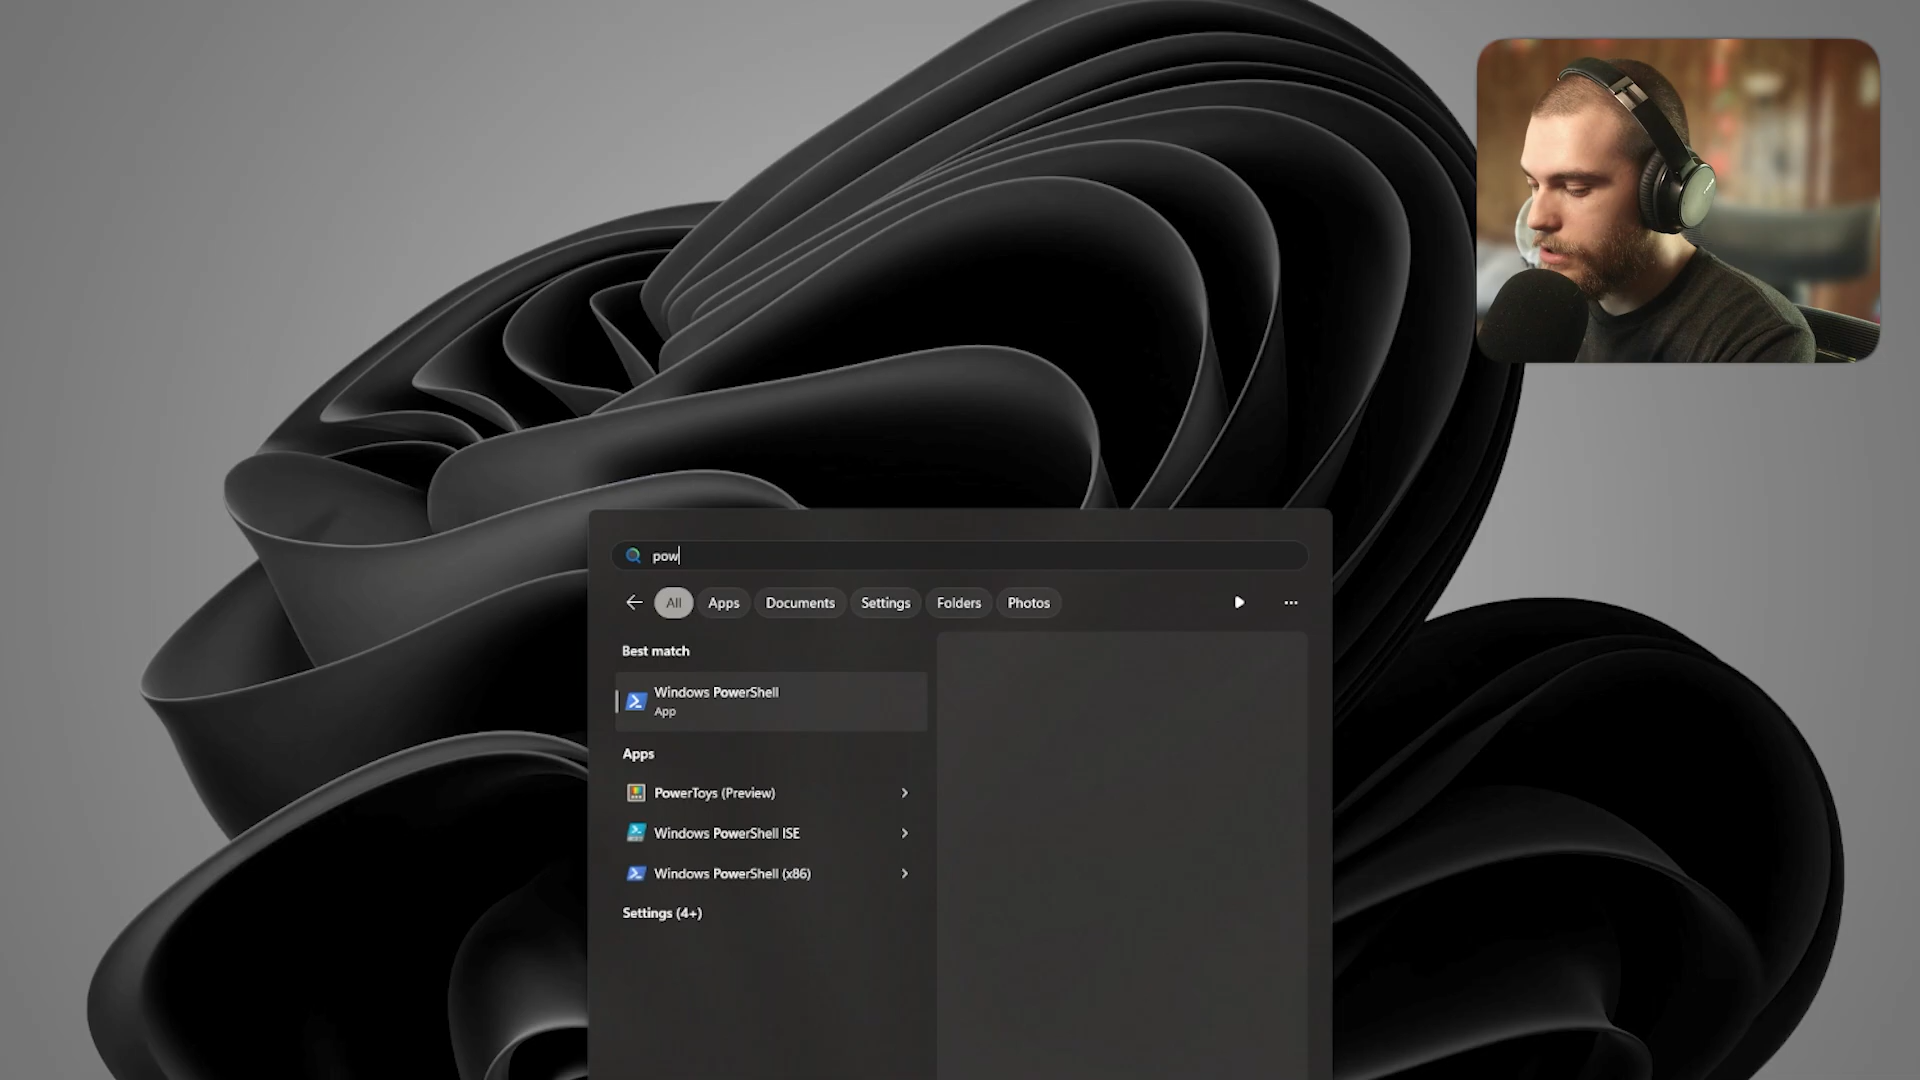 pow
All Apps Documents Settings Folders Photos
Best match
Windows PowerShell
App
Apps
PowerToys (Preview)
Windows PowerShell ISE
Windows PowerShell (x86)
Settings (4+)